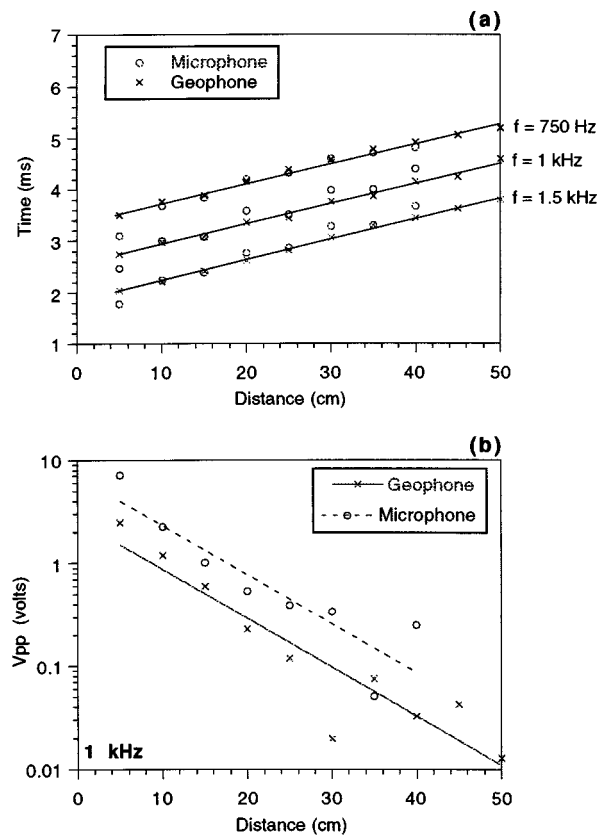 (a)
7
6
5
4
3
2
1
Time (ms)
Microphone
Geophone
f = 750 Hz
f = 1 kHz
f = 1.5 kHz
0 10 20 30 40 50
Distance (cm)
(b)
10
1
0.1
0.01
Vpp (volts)
Geophone
Microphone
1 kHz
0 10 20 30 40 50
Distance (cm)